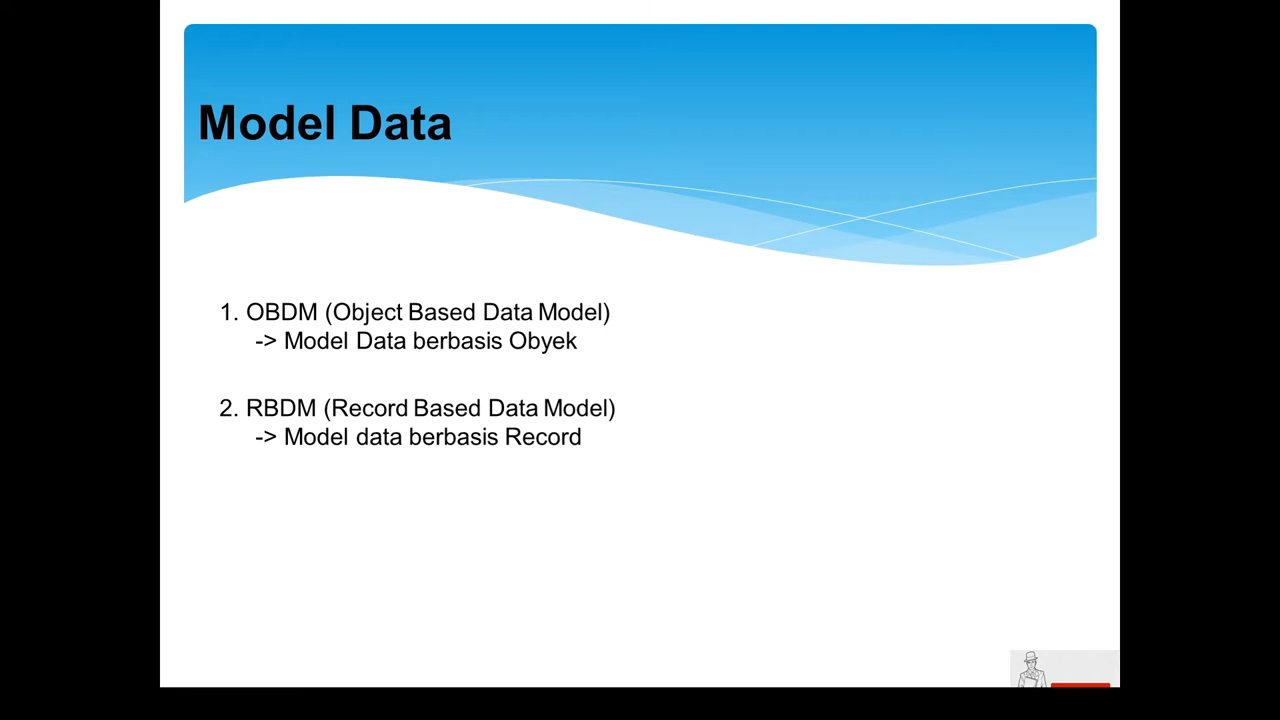 Model Data
1. OBDM (Object Based Data Model)
-> Model Data berbasis Obyek
2. RBDM (Record Based Data Model)
-> Model data berbasis Record